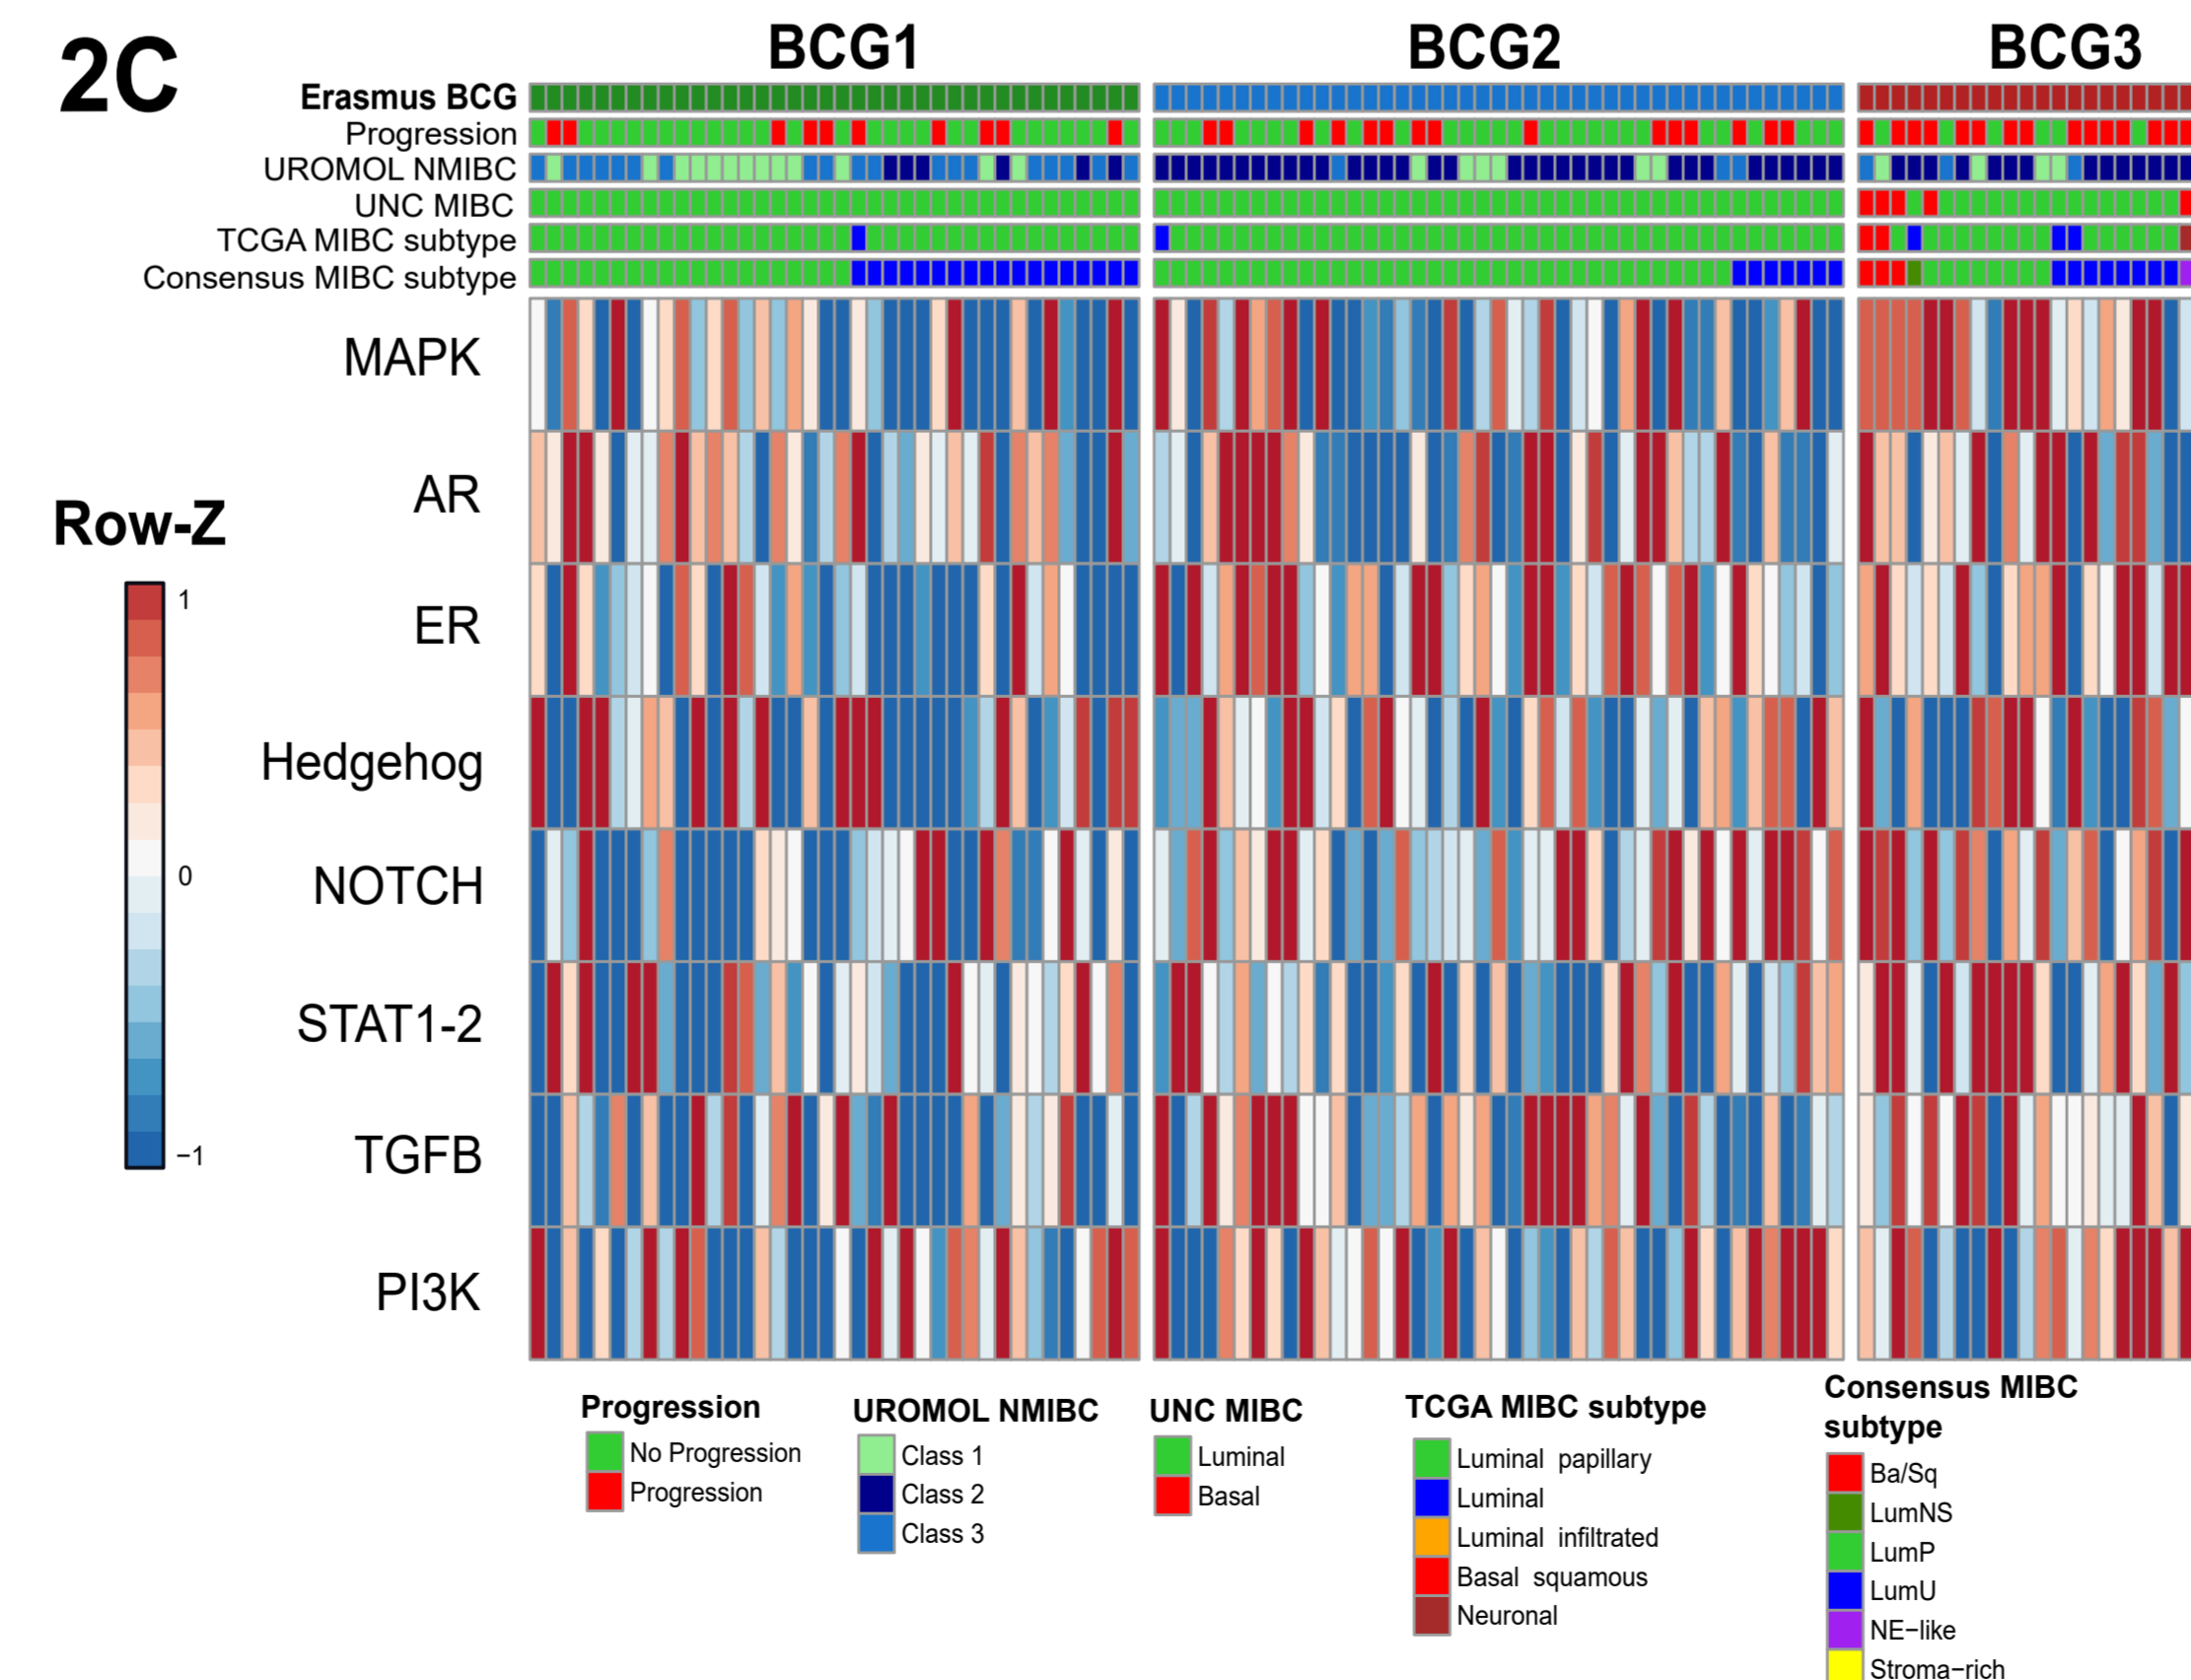 2C
BCG1 BCG2 BCG3
Erasmus BCG
Progression
UROMOL NMIBC
UNC MIBC
TCGA MIBC subtype
Consensus MIBC subtype
MAPK
AR
Row-Z
1
0
−1
ER
Hedgehog
NOTCH
STAT1-2
TGFB
PI3K
Progression
No Progression
Progression
UROMOL NMIBC
Class 1
Class 2
Class 3
UNC MIBC
Luminal
Basal
TCGA MIBC subtype
Luminal papillary
Luminal
Luminal infiltrated
Basal squamous
Neuronal
Consensus MIBC
subtype
Ba/Sq
LumNS
LumP
LumU
NE−like
Stroma−rich